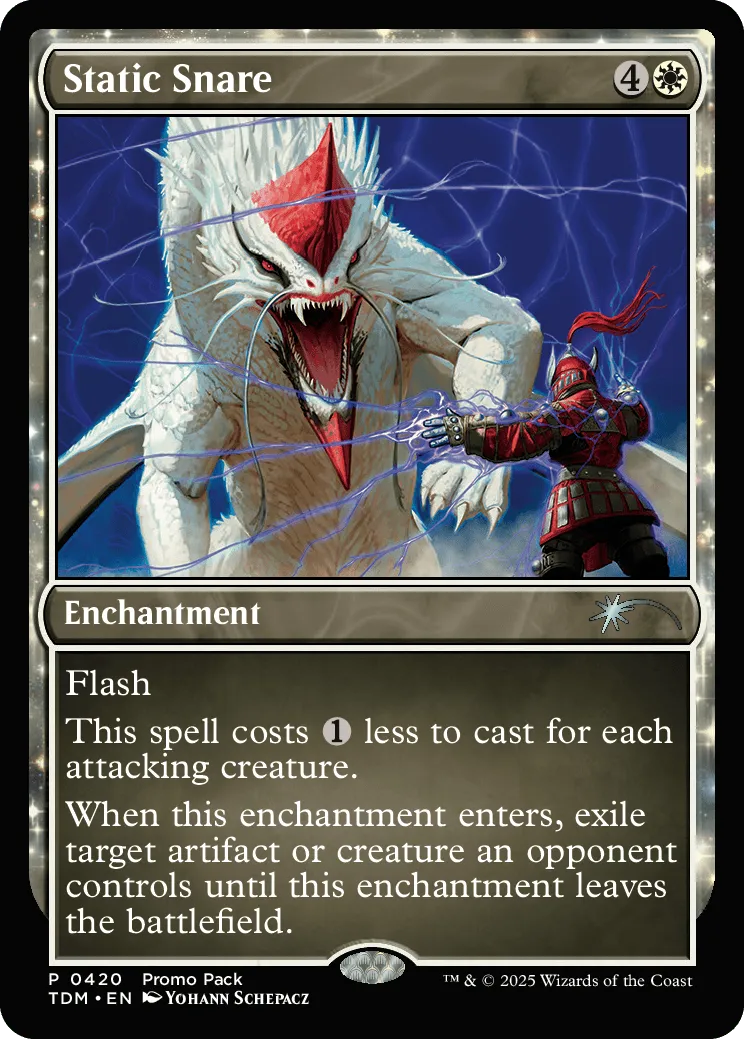 Static Snare 4
Enchantment
Flash
This spell costs 1 less to cast for each
attacking creature.
When this enchantment enters, exile
target artifact or creature an opponent
controls until this enchantment leaves
the battlefield.
P 0420 Promo Pack
TDM • EN YOHANN SCHEPACZ
™ & © 2025 Wizards of the Coast